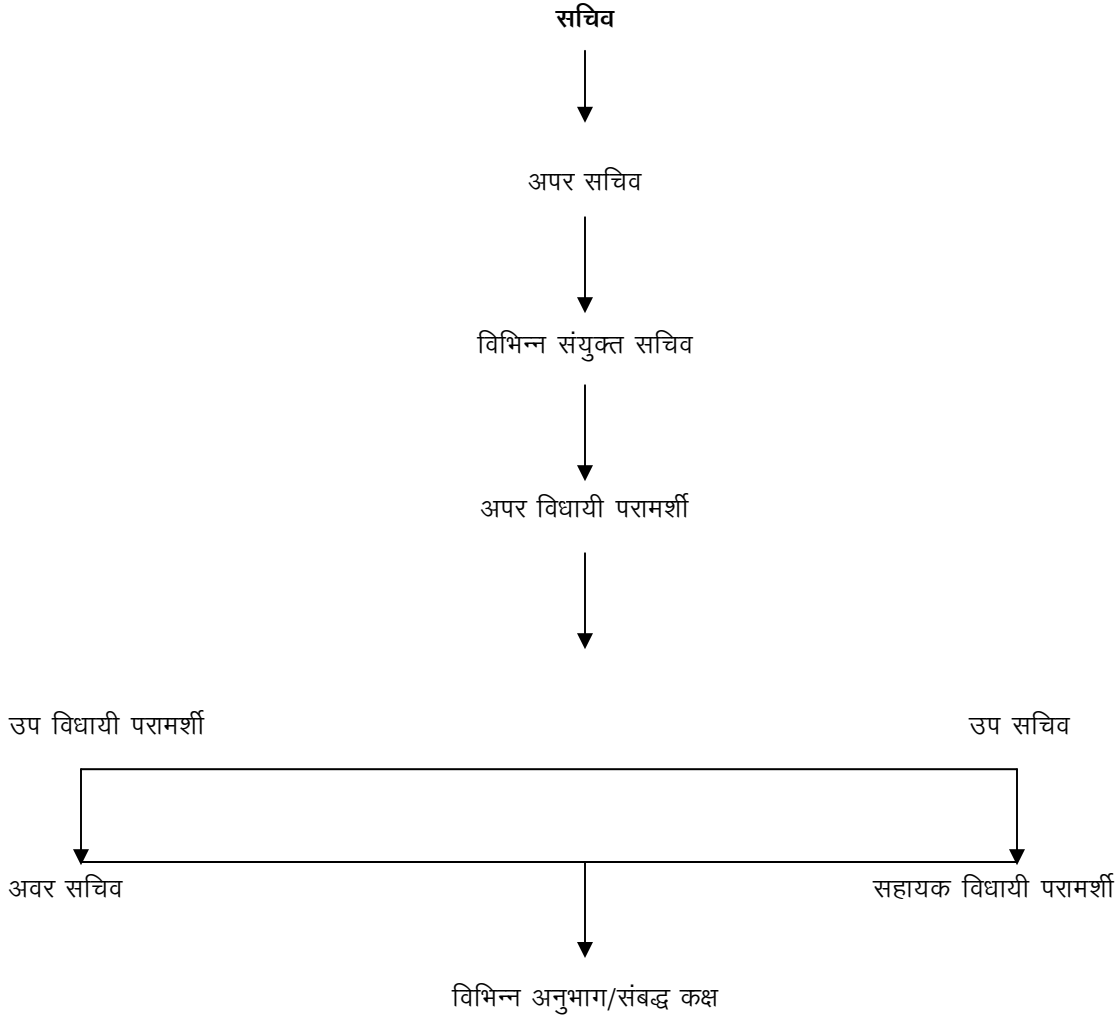 सचिव
अपर सचिव
विभिन्न संयुक्त सचिव
अपर विधायी परामर्शी
उप विधायी परामर्शी
उप सचिव
अवर सचिव
सहायक विधायी परामर्शी
विभिन्न अनुभाग/संबद्ध कक्ष